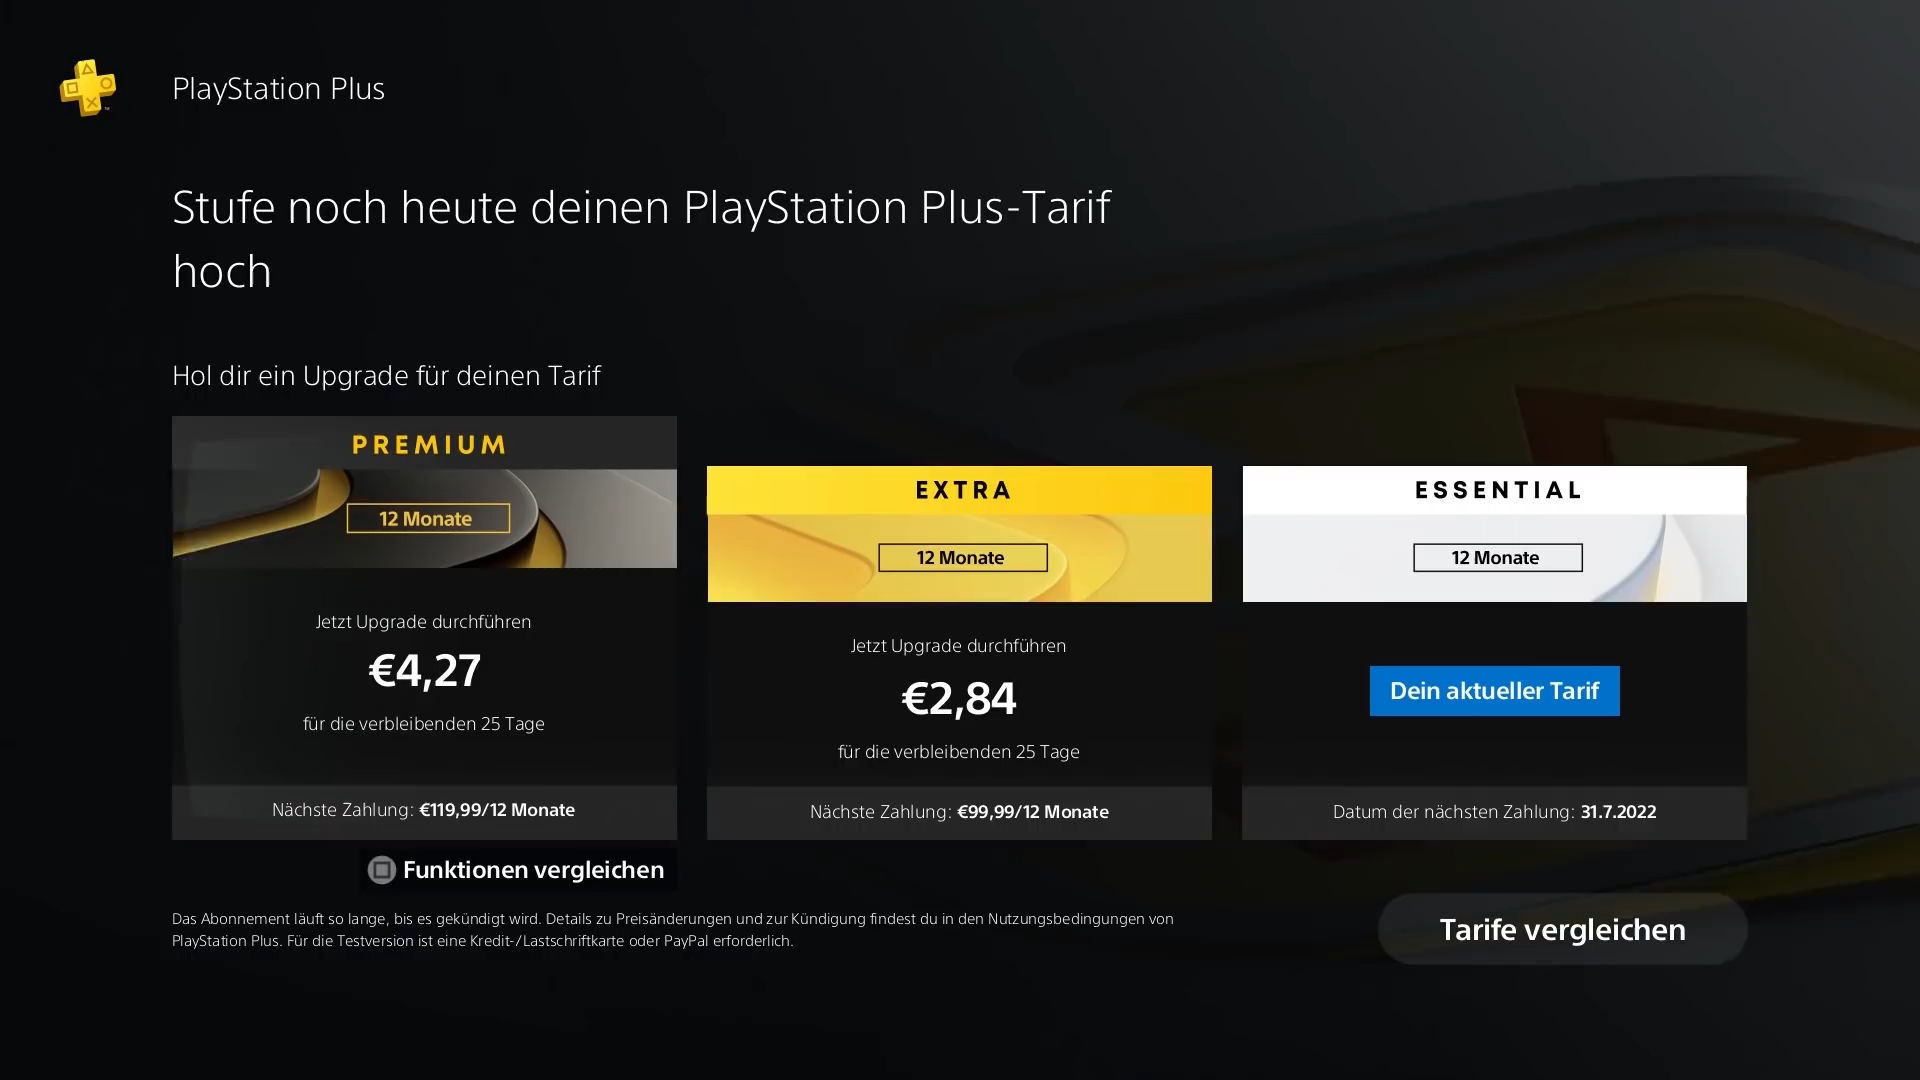 PlayStation Plus
Stufe noch heute deinen PlayStation Plus-Tarif
hoch
Hol dir ein Upgrade für deinen Tarif
PREMIUM
12 Monate
Jetzt Upgrade durchführen
€4,27
für die verbleibenden 25 Tage
Nächste Zahlung: €119,99/12 Monate
Funktionen vergleichen
EXTRA
12 Monate
Jetzt Upgrade durchführen
€2,84
für die verbleibenden 25 Tage
Nächste Zahlung: €99,99/12 Monate
ESSENTIAL
12 Monate
Dein aktueller Tarif
Datum der nächsten Zahlung: 31.7.2022
Das Abonnement läuft so lange, bis es gekündigt wird. Details zu Preisänderungen und zur Kündigung findest du in den Nutzungsbedingungen von
PlayStation Plus. Für die Testversion ist eine Kredit-/Lastschriftkarte oder PayPal erforderlich.
Tarife vergleichen